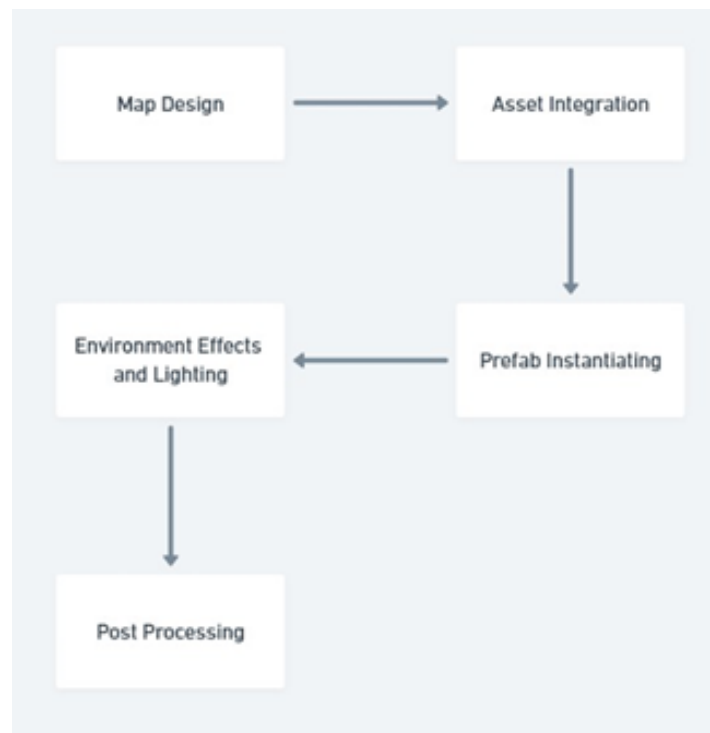 Map Design
Asset Integration
Prefab Instantiating
Environment Effects
and Lighting
Post Processing